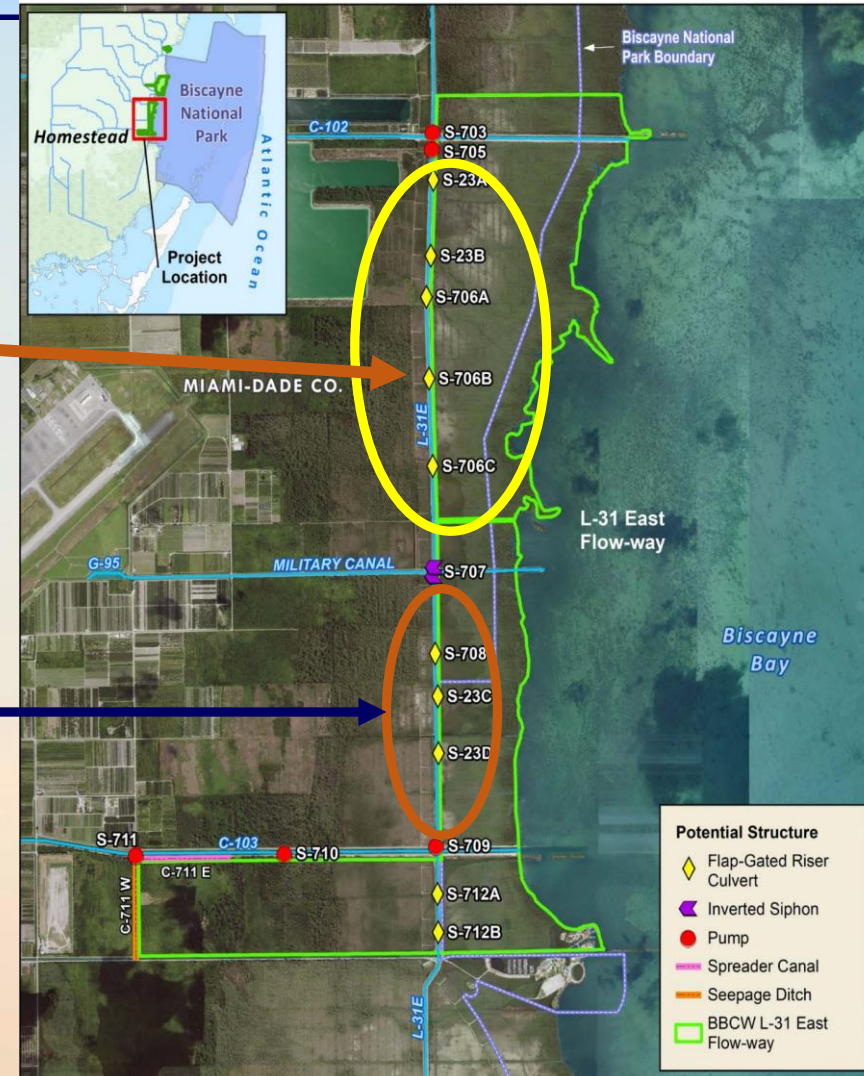 Biscayne
National
Park
Homestead
Atlantic Ocean
Project
Location
Biscayne National
Park Boundary
C-102
S-703
S-705
S-23A
S-23B
S-706A
S-706B
MIAMI-DADE CO.
L-31E
S-706C
L-31 East
Flow-way
G-95
MILITARY CANAL
S-707
Biscayne
Bay
S-708
S-23C
S-23D
S-711
C-103
S-710
S-709
C-711 E
C-711 W
S-712A
S-712B
L-31E
Potential Structure
Flap-Gated Riser
Culvert
Inverted Siphon
Pump
Spreader Canal
Seepage Ditch
BBCW L-31 East
Flow-way